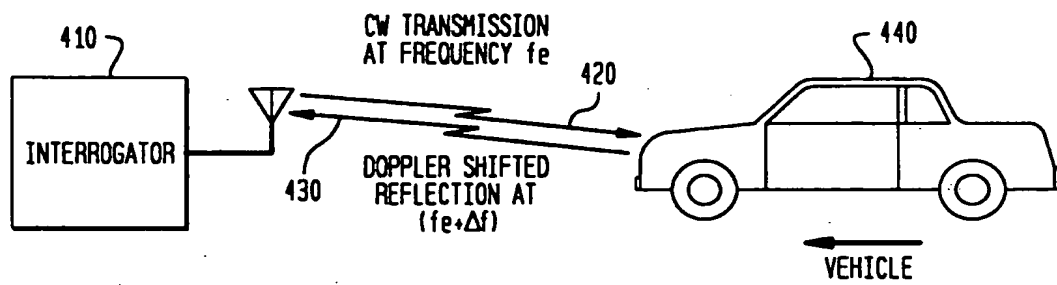 410
CW TRANSMISSION
AT FREQUENCY fe
440
420
INTERROGATOR
430
DOPPLER SHIFTED
REFLECTION AT
(fe+Δf)
VEHICLE